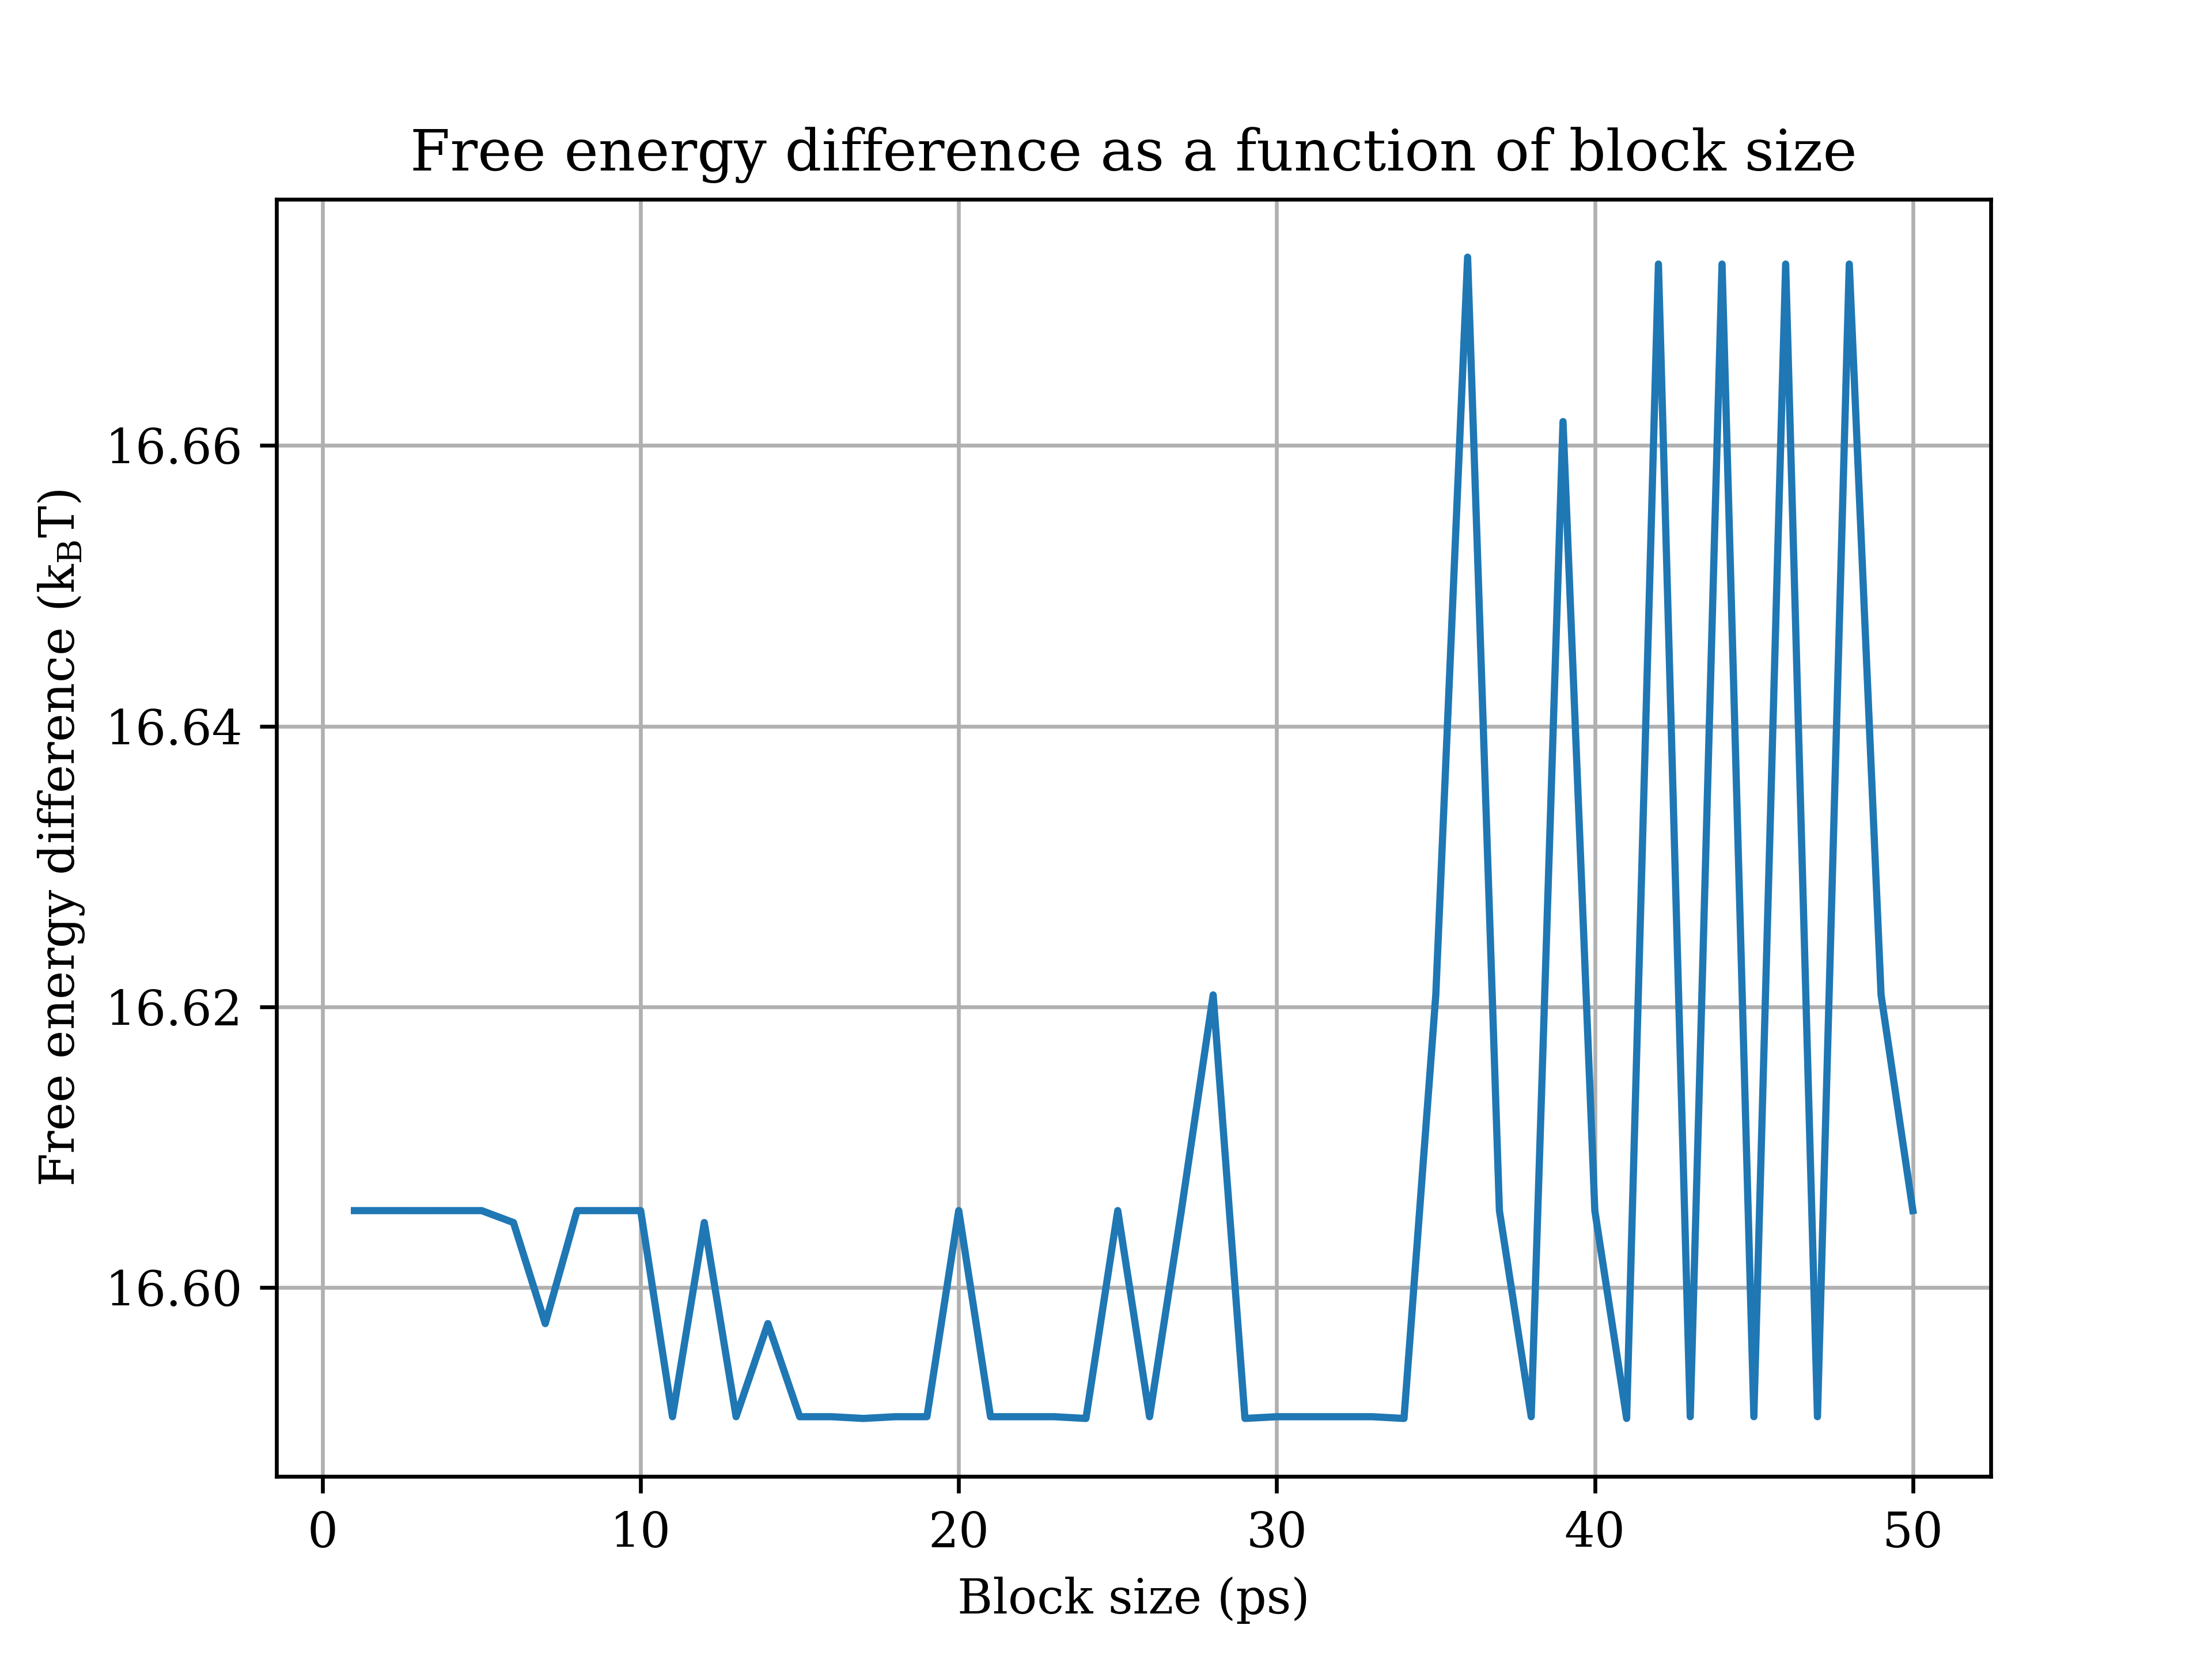 Free energy difference as a function of block size
Free energy difference (k_BT)
16.66
16.64
16.62
16.60
0 10 20 30 40 50
Block size (ps)